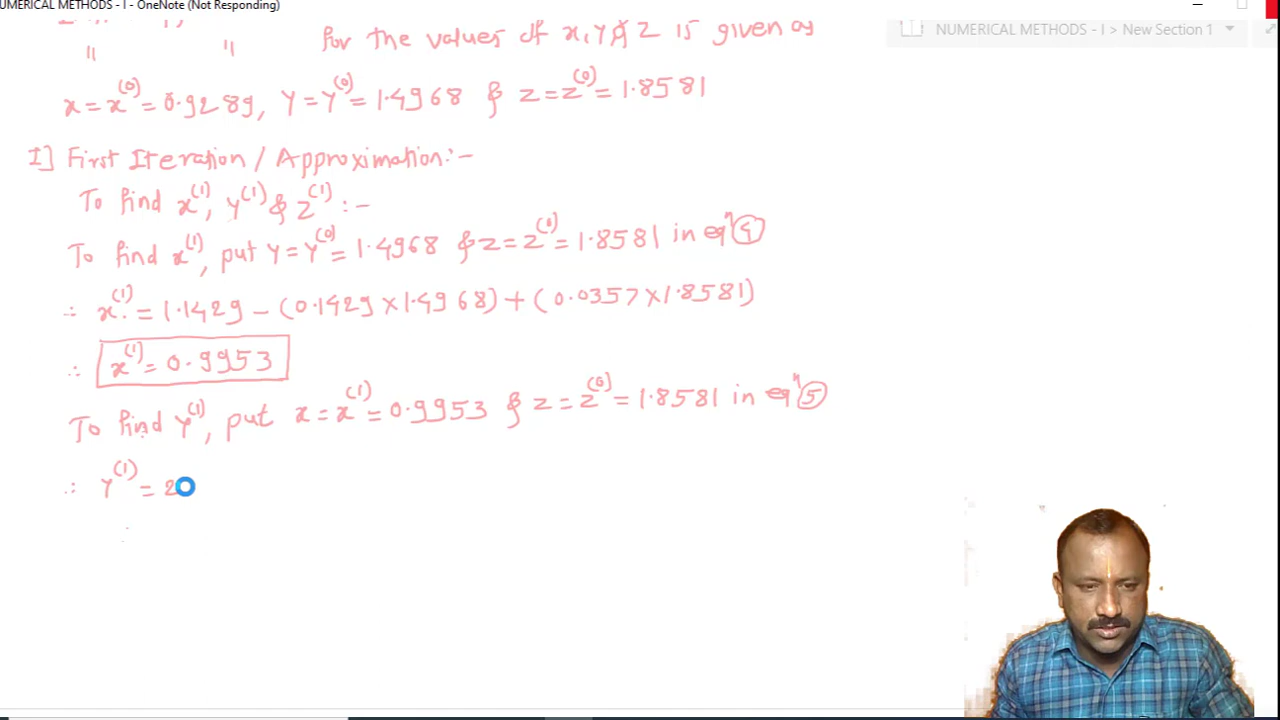 UMERICAL METHODS - I - OneNote (Not Responding)
NUMERICAL METHODS - I > New Section 1
for the values of x, y & z is given as
x = x^(0) = 0.9289, y = y^(0) = 1.4968 & z = z^(0) = 1.8581
I] First Iteration / Approximation:-
To find x^(1), y^(1) & z^(1) :-
To find x^(1), put y = y^(0) = 1.4968 & z = z^(0) = 1.8581 in eqⁿ ④
∴ x^(1) = 1.1429 - (0.1429 × 1.4968) + (0.0357 × 1.8581)
∴ x^(1) = 0.9953
To find y^(1), put x = x^(1) = 0.9953 & z = z^(0) = 1.8581 in eqⁿ ⑤
∴ y^(1) = 2